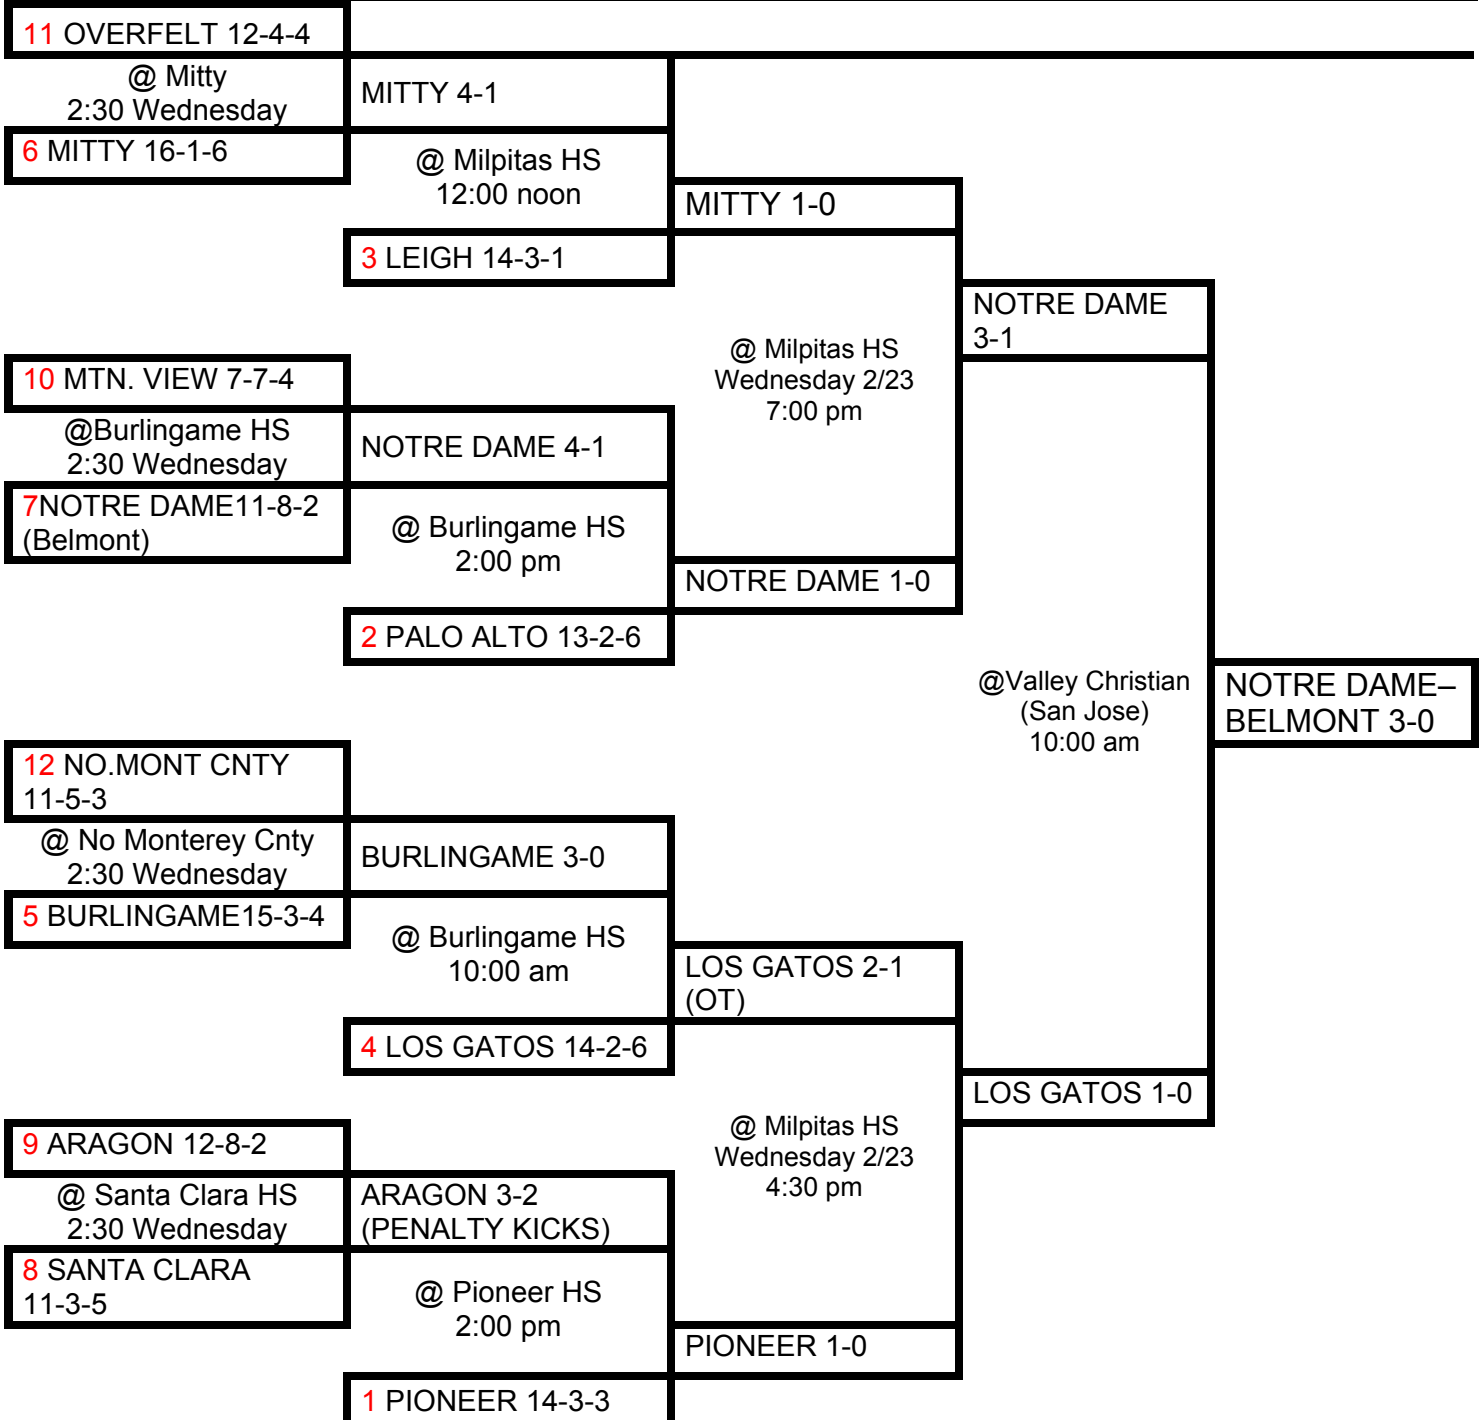 11 OVERFELT 12-4-4
@ Mitty
2:30 Wednesday
6 MITTY 16-1-6
MITTY 4-1
@ Milpitas HS
12:00 noon
3 LEIGH 14-3-1
MITTY 1-0
10 MTN. VIEW 7-7-4
@Burlingame HS
2:30 Wednesday
7NOTRE DAME11-8-2
(Belmont)
NOTRE DAME 4-1
@ Burlingame HS
2:00 pm
2 PALO ALTO 13-2-6
NOTRE DAME 1-0
@ Milpitas HS
Wednesday 2/23
7:00 pm
NOTRE DAME
3-1
12 NO.MONT CNTY
11-5-3
@ No Monterey Cnty
2:30 Wednesday
5 BURLINGAME15-3-4
BURLINGAME 3-0
@ Burlingame HS
10:00 am
4 LOS GATOS 14-2-6
LOS GATOS 2-1
(OT)
9 ARAGON 12-8-2
@ Santa Clara HS
2:30 Wednesday
8 SANTA CLARA
11-3-5
ARAGON 3-2
(PENALTY KICKS)
@ Pioneer HS
2:00 pm
1 PIONEER 14-3-3
PIONEER 1-0
@ Milpitas HS
Wednesday 2/23
4:30 pm
LOS GATOS 1-0
@Valley Christian
(San Jose)
10:00 am
NOTRE DAME–
BELMONT 3-0